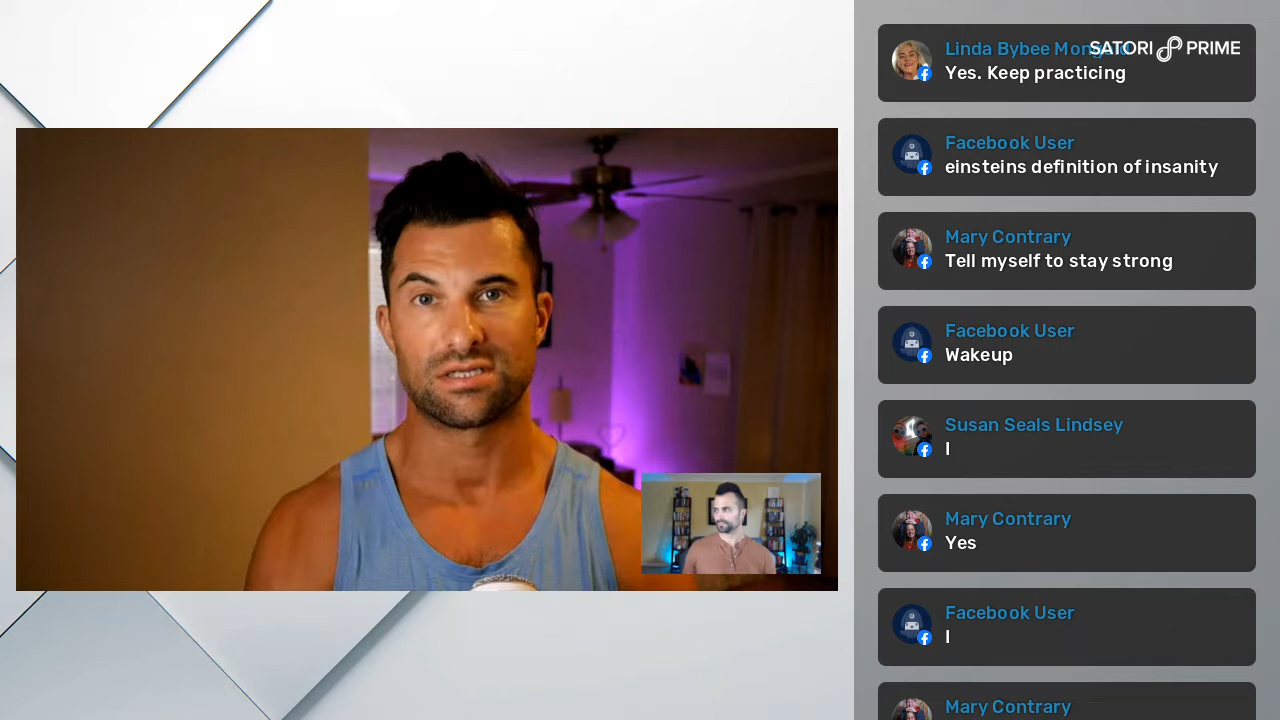 Linda Bybee
SATORI PRIME
Yes. Keep practicing
Facebook User
einsteins definition of insanity
Mary Contrary
Tell myself to stay strong
Facebook User
Wakeup
Susan Seals Lindsey
I
Mary Contrary
Yes
Facebook User
I
Mary Contrary